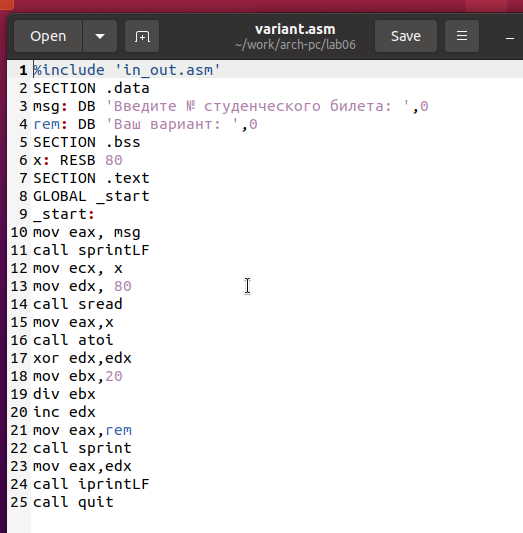 Open
variant.asm
~/work/arch-pc/lab06
Save
1 %include 'in_out.asm'
2 SECTION .data
3 msg: DB 'Введите № студенческого билета: ',0
4 rem: DB 'Ваш вариант: ',0
5 SECTION .bss
6 x: RESB 80
7 SECTION .text
8 GLOBAL _start
9 _start:
10 mov eax, msg
11 call sprintLF
12 mov ecx, x
13 mov edx, 80
14 call sread
15 mov eax,x
16 call atoi
17 xor edx,edx
18 mov ebx,20
19 div ebx
20 inc edx
21 mov eax,rem
22 call sprint
23 mov eax,edx
24 call iprintLF
25 call quit